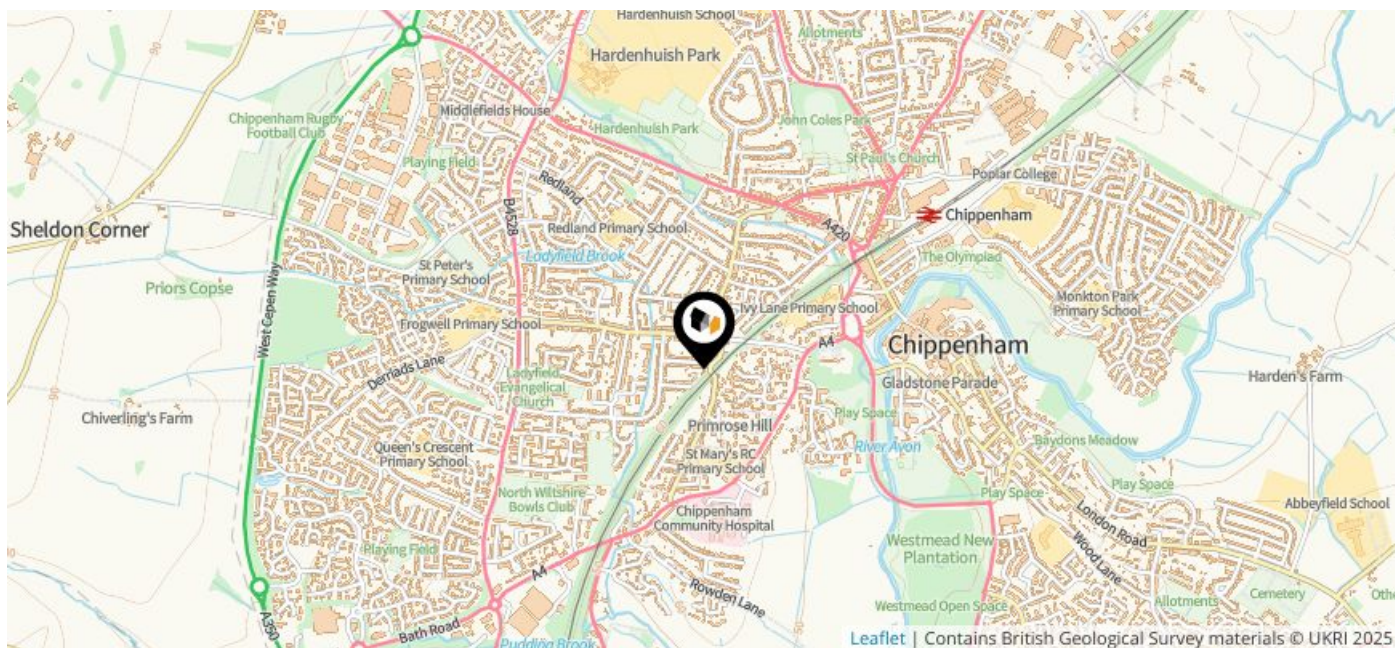 Hardenhuish School
Allotments
Hardenhuish Park
Middlefields House
Chippenham Rugby
Football Club
Hardenhuish Park
John Coles Park
Playing Field
St Paul's Church
Poplar College
Redland
B4528
Chippenham
Sheldon Corner
Redland Primary School
A420
Ladyfield Brook
The Olympiad
St Peter's
Primary School
Priors Copse
West Cepen Way
Monkton Park
Primary School
Ivy Lane Primary School
Frogwell Primary School
A4
Chippenham
Derriads Lane
Ladyfield
Evangelical
Church
Gladstone Parade
Harden's Farm
Chiverling's Farm
Play Space
Primrose Hill
Queen's Crescent
Primary School
St Mary's RC
Primary School
River Avon
Baydons Meadow
Play Space
North Wiltshire
Bowls Club
Play Space
Abbeyfield School
Chippenham
Community Hospital
London Road
Westmead New
Plantation
Wood Lane
Playing Field
A4
Rowden Lane
Westmead Open Space
Allotments
Cemetery
Othe
A350
Bath Road
Pudding Brook
Leaflet | Contains British Geological Survey materials © UKRI 2025
90
90